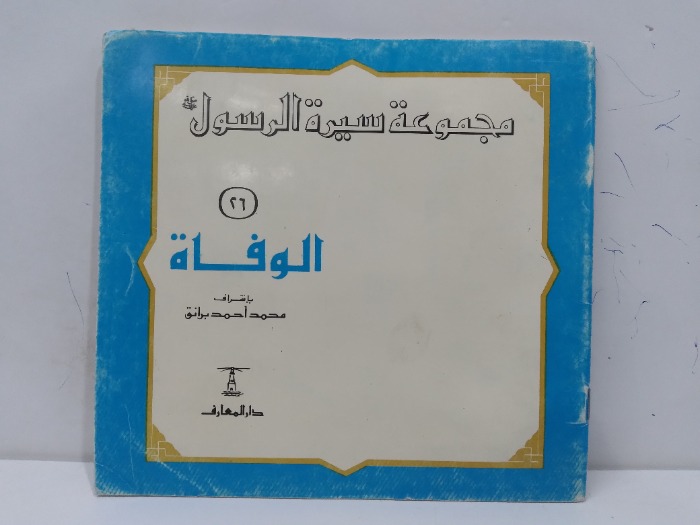 مجموعة سيرة الرسول ﷺ
٢٦
الوفاة
بإشراف
محمد أحمد برانق
دار المعارف